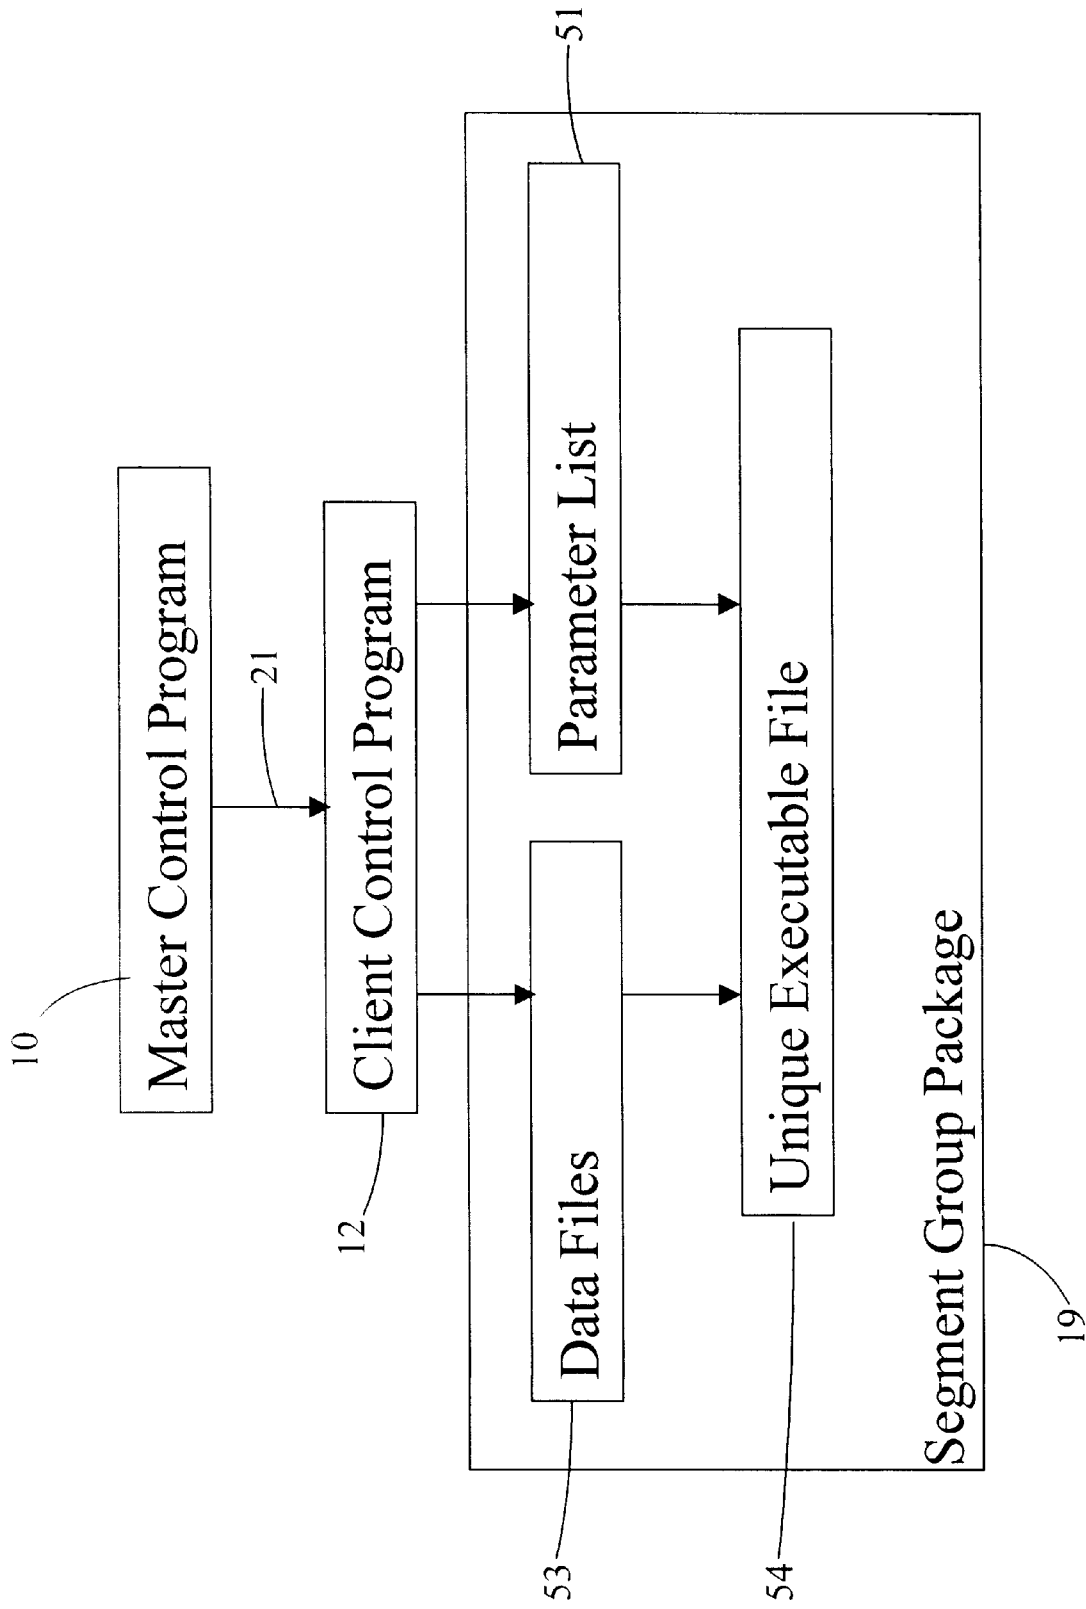 10
Master Control Program
21
12
Client Control Program
53
Data Files
Parameter List
51
54
Unique Executable File
Segment Group Package
19